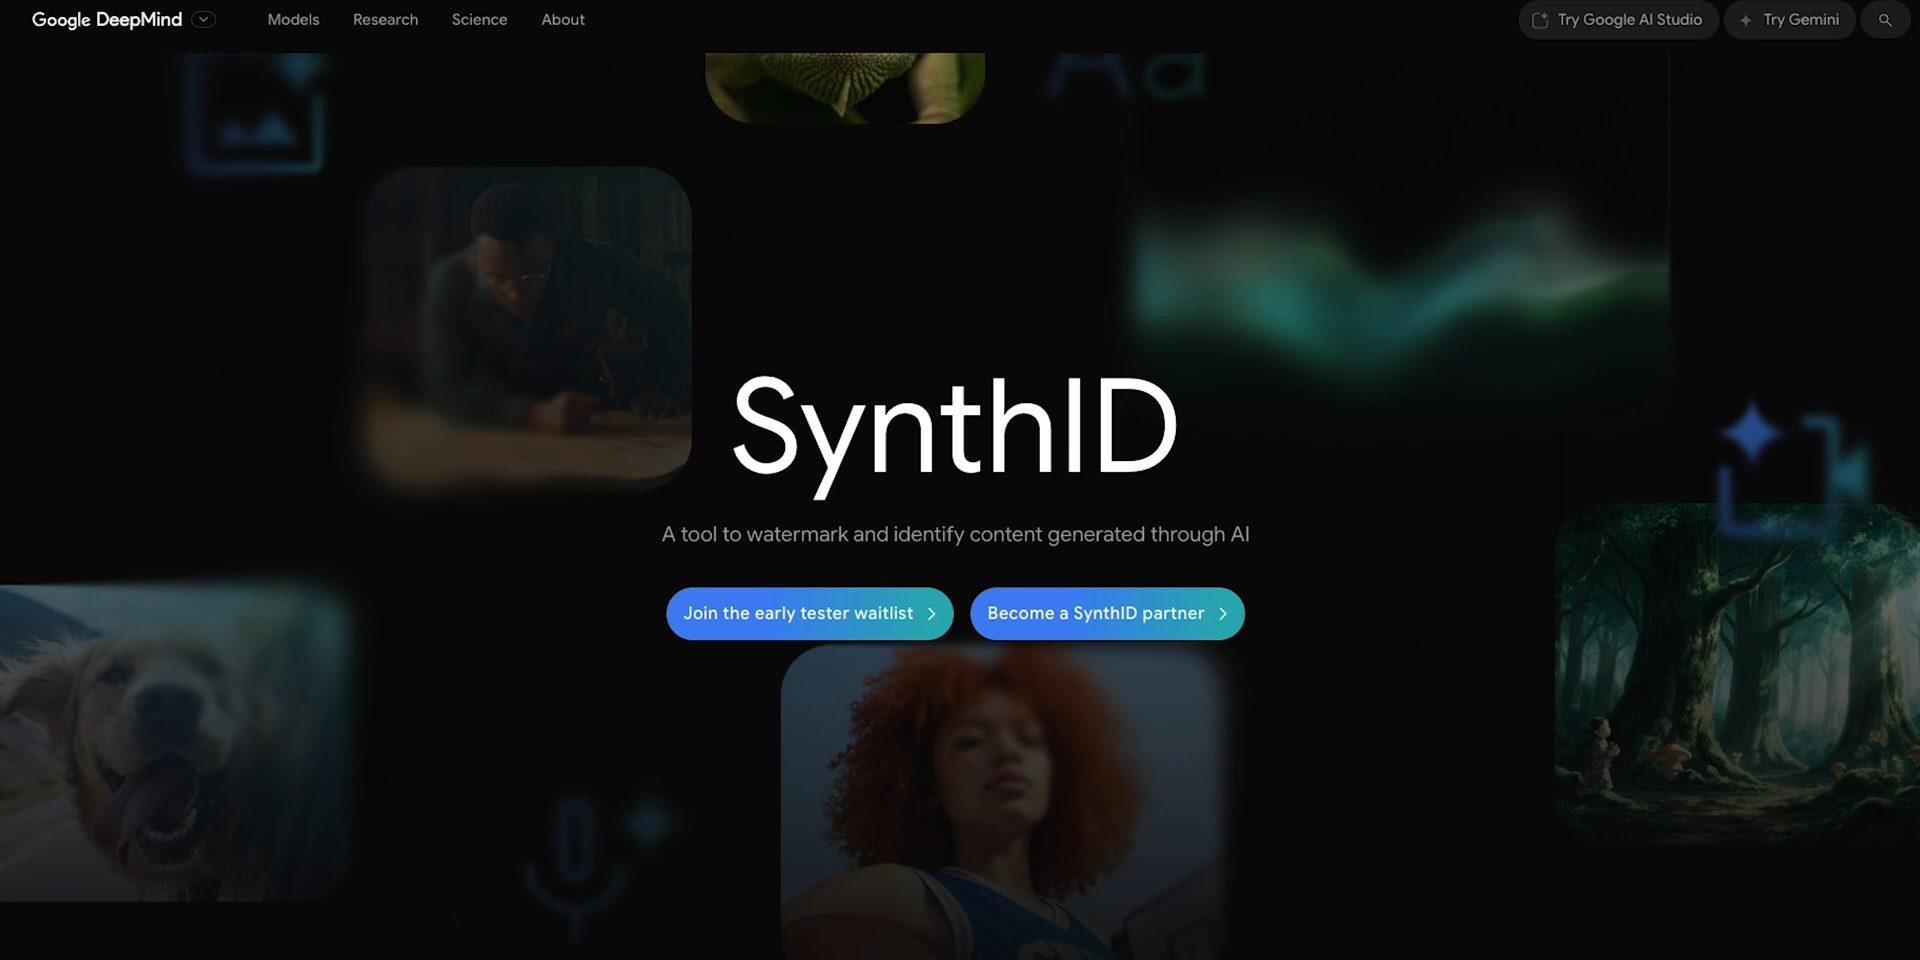 Google DeepMind
Models
Research
Science
About
Try Google AI Studio
Try Gemini
Aa
SynthID
A tool to watermark and identify content generated through AI
Join the early tester waitlist
Become a SynthID partner